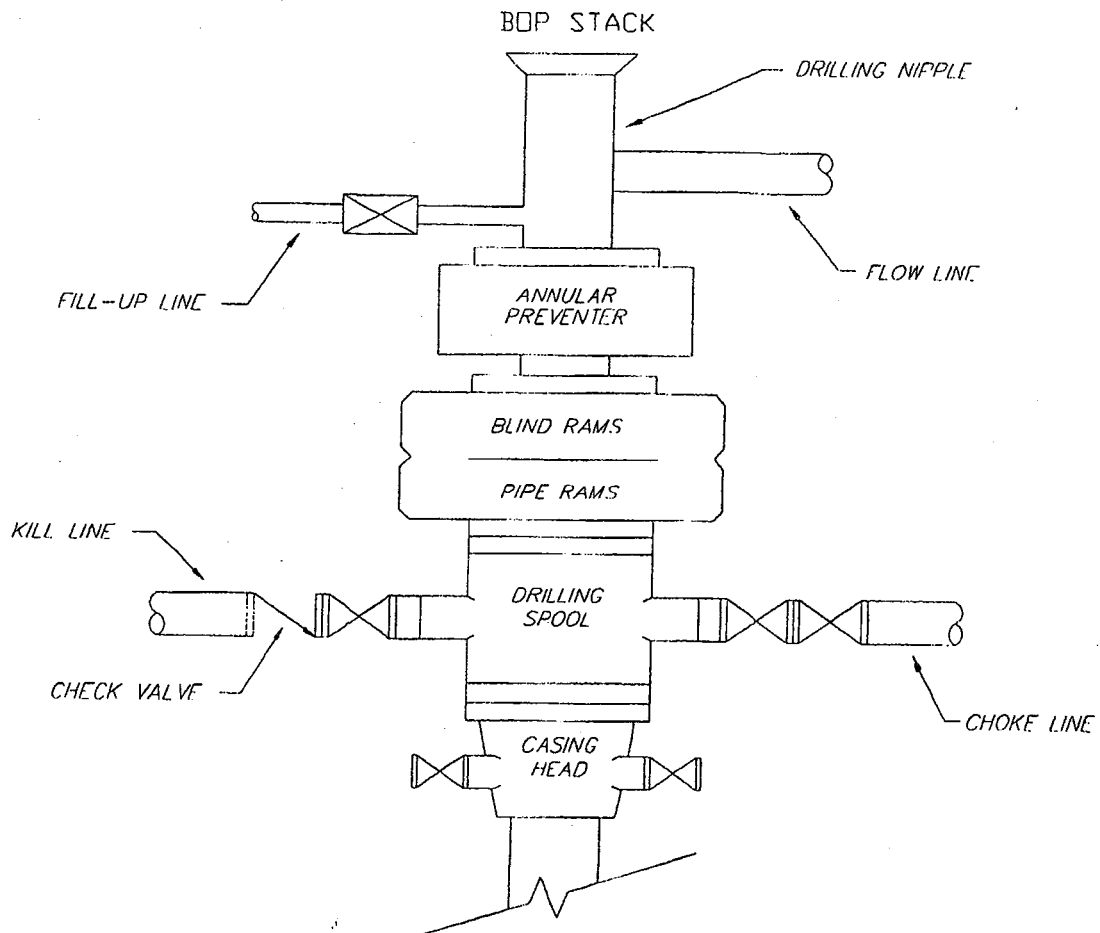 BOP STACK
DRILLING NIPPLE
FLOW LINE
FILL-UP LINE
ANNULAR
PREVENTER
BLIND RAMS
PIPE RAMS
KILL LINE
DRILLING
SPOOL
CHECK VALVE
CHOKE LINE
CASING
HEAD